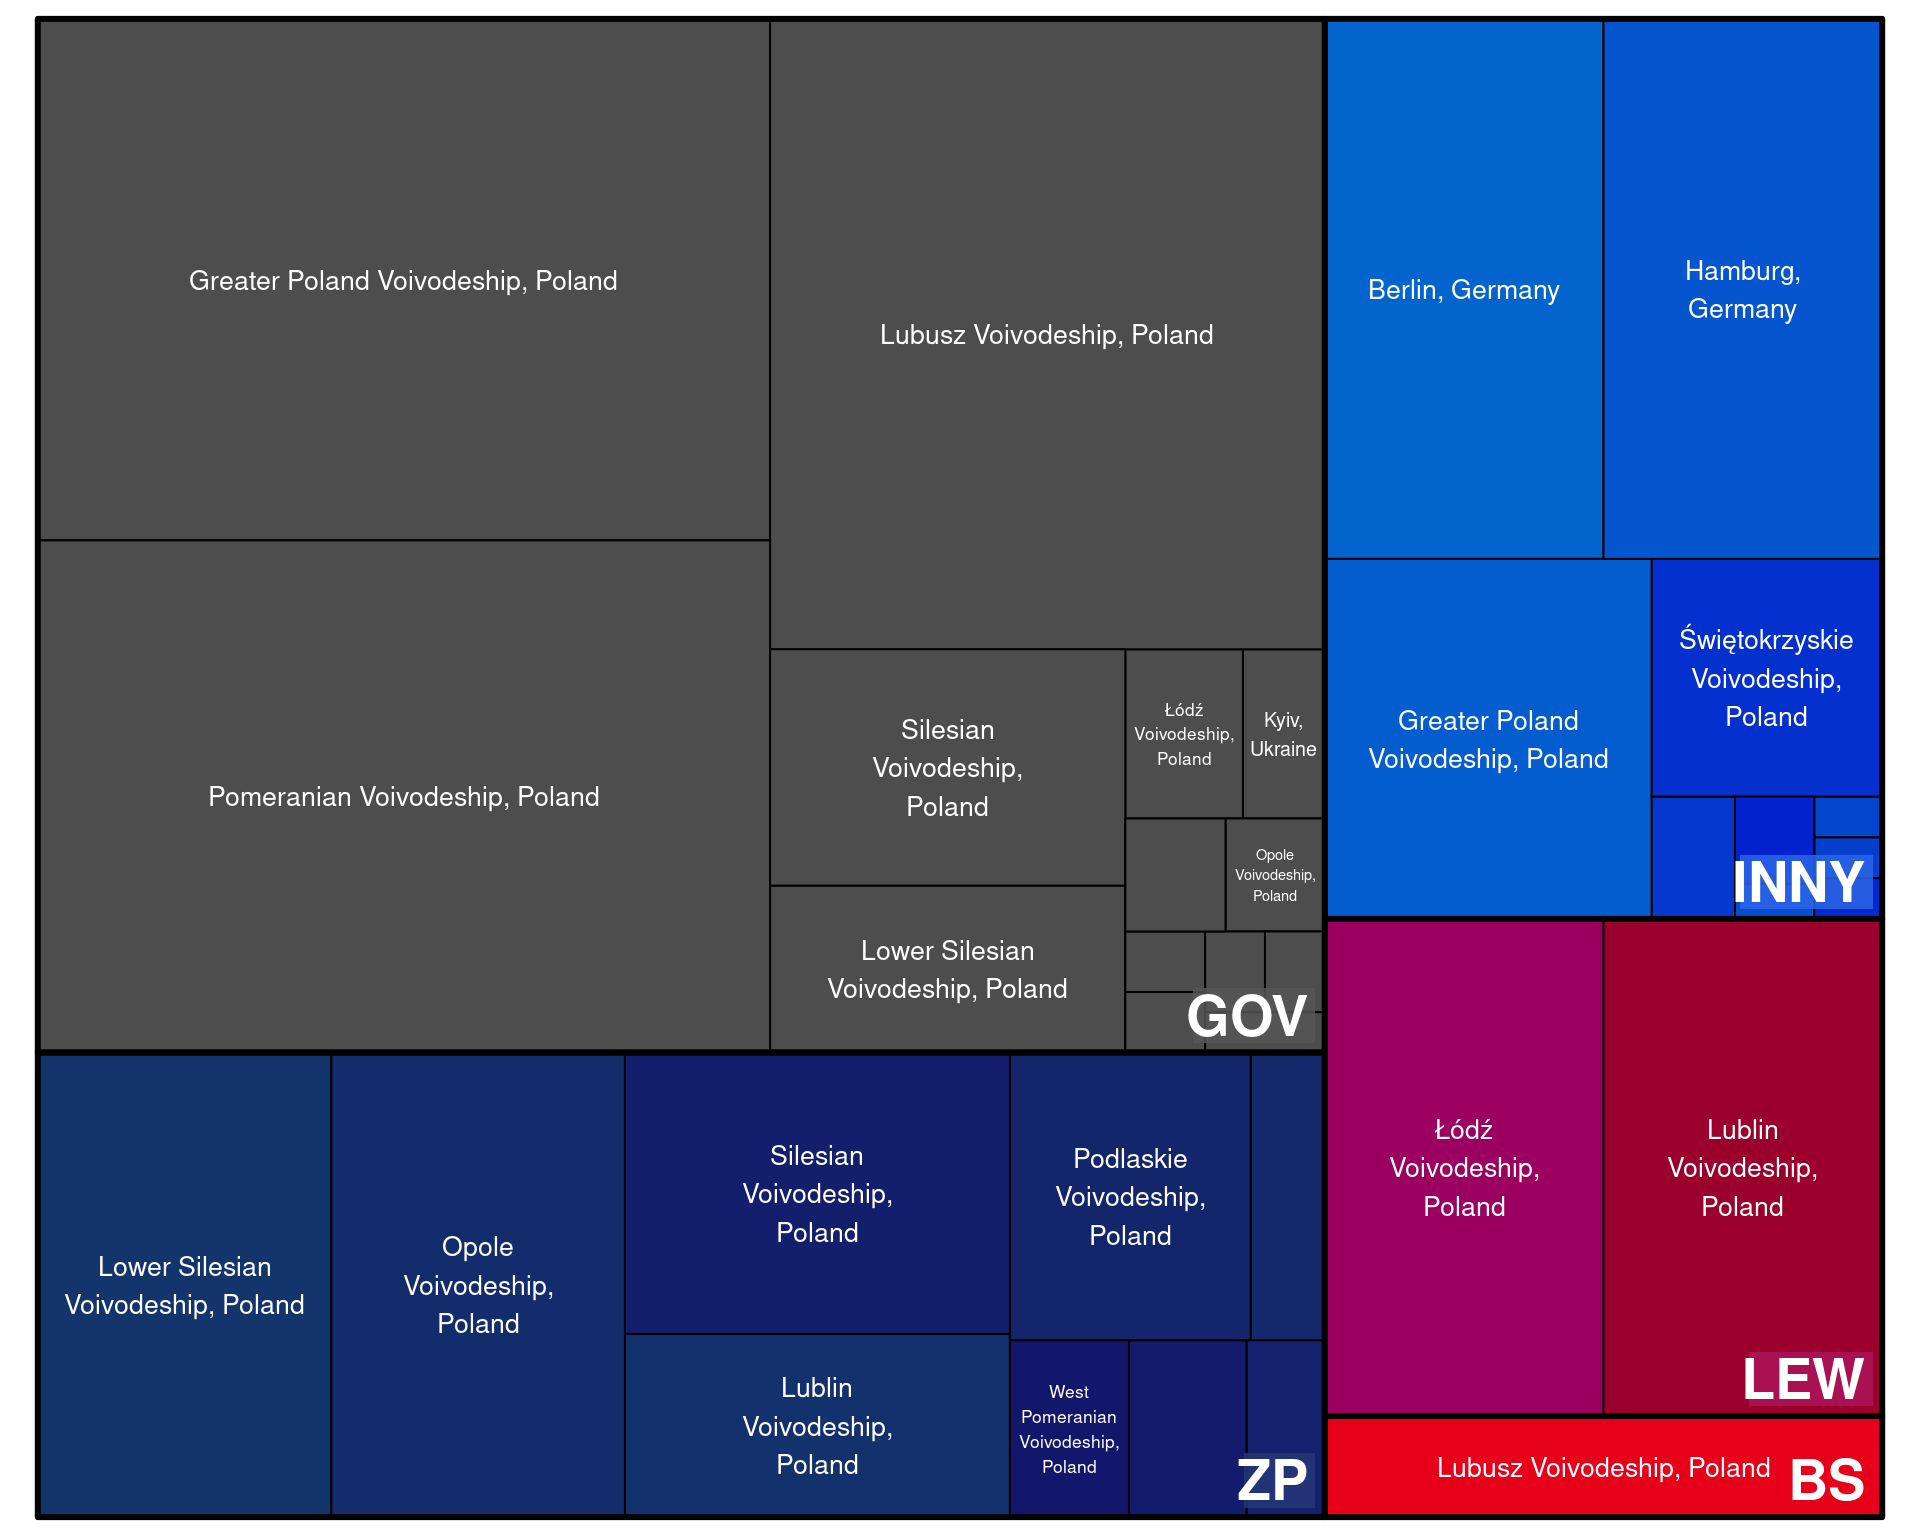 Greater Poland Voivodeship, Poland
Lubusz Voivodeship, Poland
Pomeranian Voivodeship, Poland
Silesian
Voivodeship,
Poland
Łódź
Voivodeship,
Poland
Kyiv,
Ukraine
Opole
Voivodeship,
Poland
Lower Silesian
Voivodeship, Poland
GOV
Berlin, Germany
Hamburg,
Germany
Greater Poland
Voivodeship, Poland
Świętokrzyskie
Voivodeship,
Poland
INNY
Lower Silesian
Voivodeship, Poland
Opole
Voivodeship,
Poland
Silesian
Voivodeship,
Poland
Lublin
Voivodeship,
Poland
Podlaskie
Voivodeship,
Poland
West
Pomeranian
Voivodeship,
Poland
ZP
Łódź
Voivodeship,
Poland
Lublin
Voivodeship,
Poland
LEW
Lubusz Voivodeship, Poland
BS